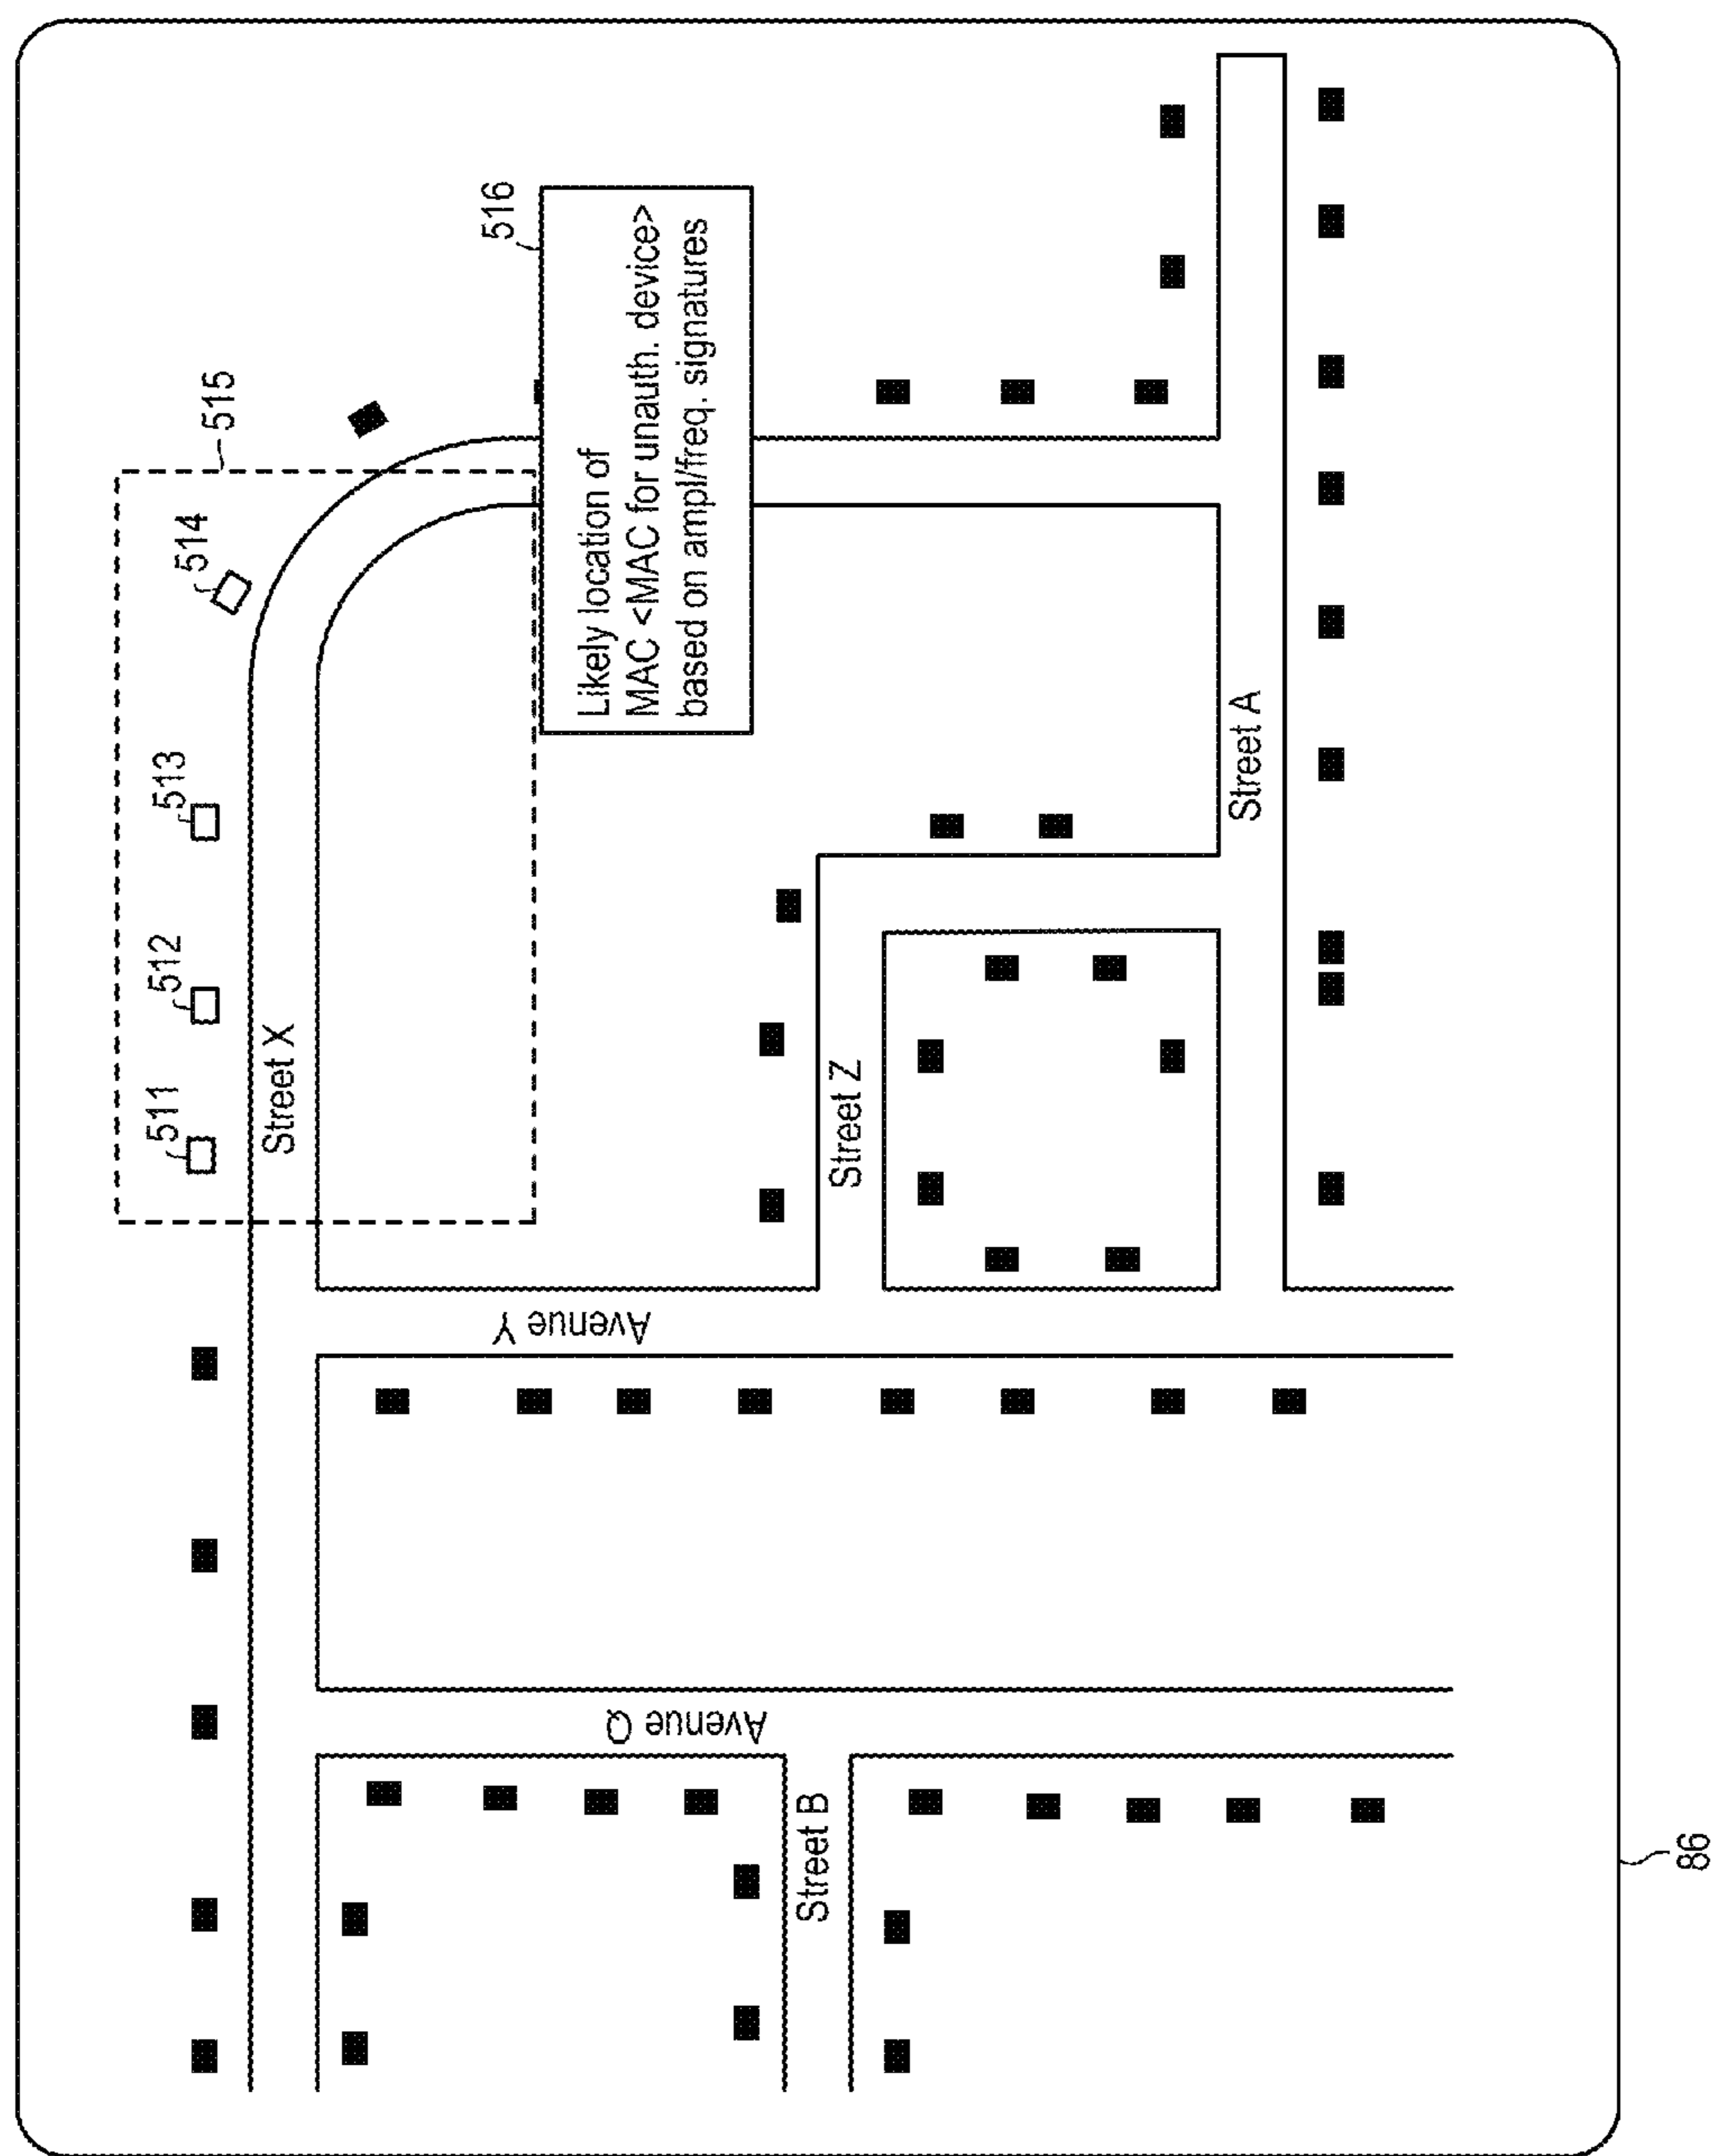 511
512
513
514
515
516
Street X
Likely location of
MAC <MAC for unauth. device>
based on ampl/freq. signatures
Avenue Y
Avenue Q
Street Z
Street B
Street A
86